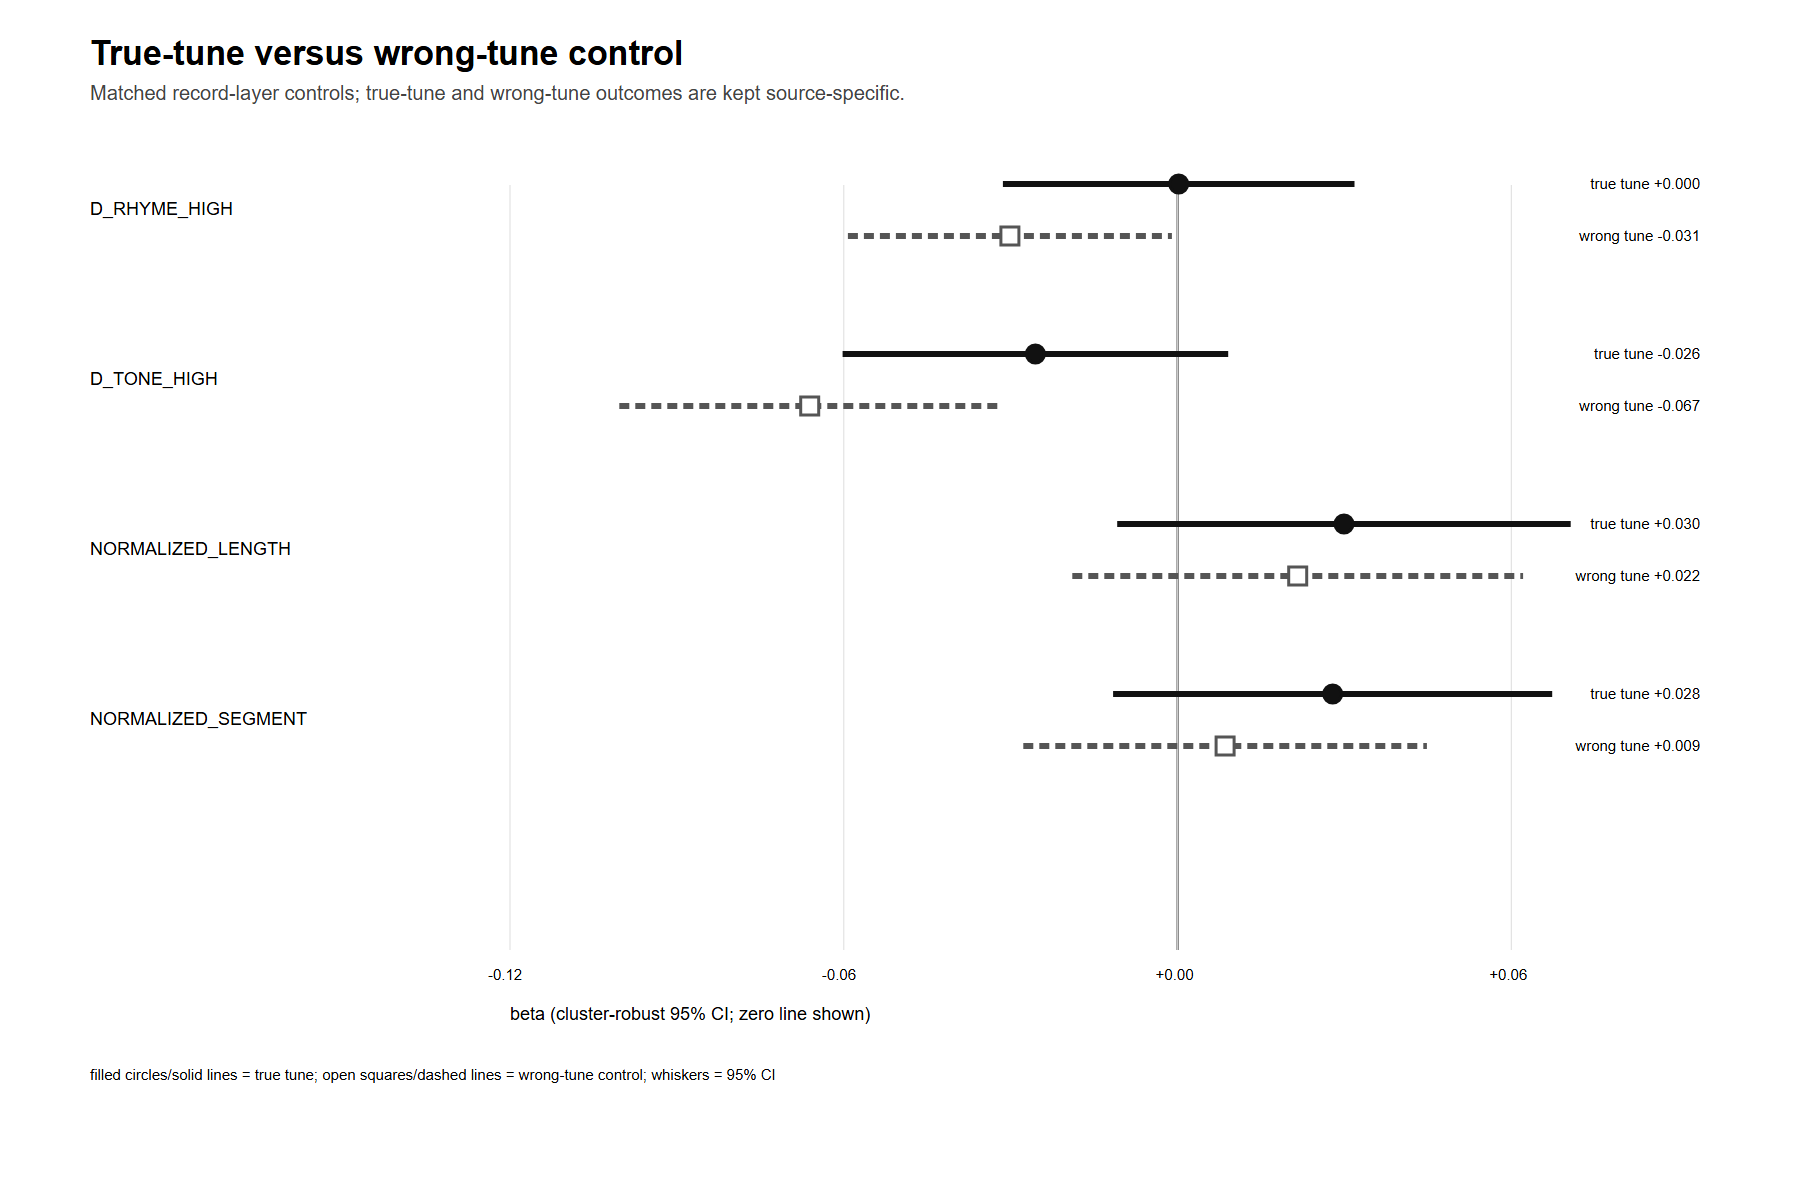 True-tune versus wrong-tune control
Matched record-layer controls; true-tune and wrong-tune outcomes are kept source-specific.
true tune +0.000
D_RHYME_HIGH
wrong tune -0.031
true tune -0.026
D_TONE_HIGH
wrong tune -0.067
true tune +0.030
NORMALIZED_LENGTH
wrong tune +0.022
true tune +0.028
NORMALIZED_SEGMENT
wrong tune +0.009
-0.12 -0.06 +0.00 +0.06
beta (cluster-robust 95% CI; zero line shown)
filled circles/solid lines = true tune; open squares/dashed lines = wrong-tune control; whiskers = 95% CI